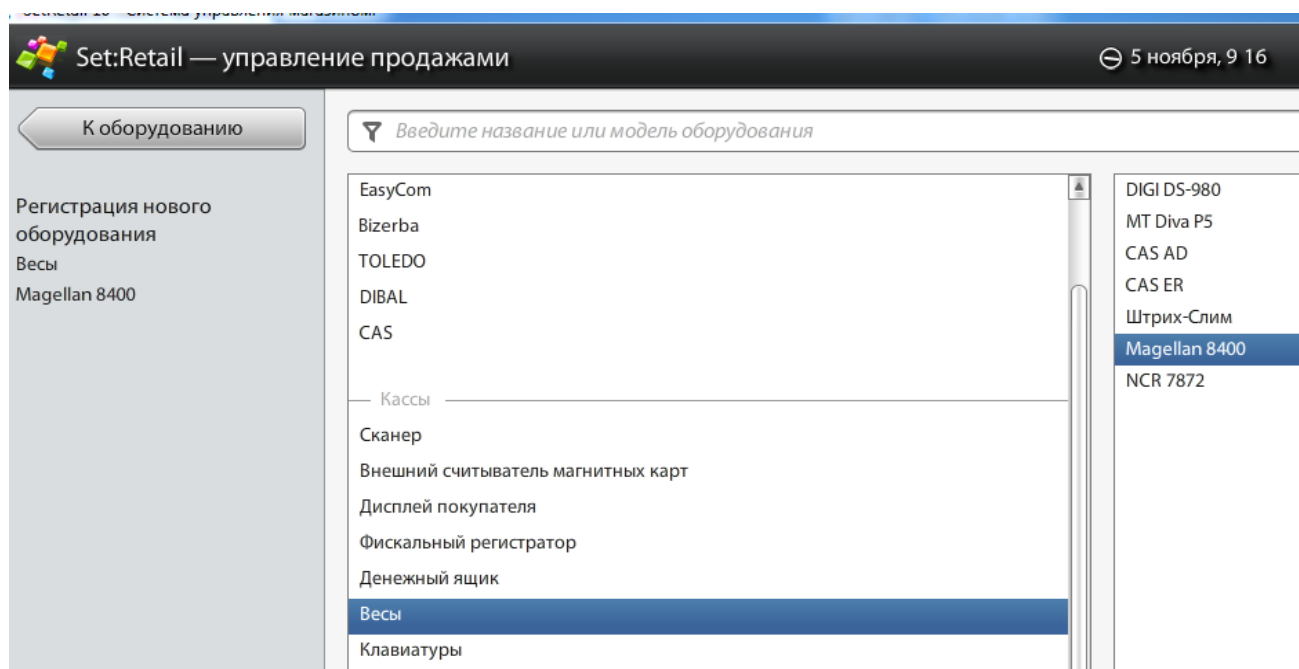 Set:Retail — управление продажами
5 ноября, 9 16
К оборудованию
Регистрация нового
оборудования
Весы
Magellan 8400
Введите название или модель оборудования
EasyCom
Bizerba
TOLEDO
DIBAL
CAS
Кассы
Сканер
Внешний считыватель магнитных карт
Дисплей покупателя
Фискальный регистратор
Денежный ящик
Весы
Клавиатуры
DIGI DS-980
MT Diva P5
CAS AD
CAS ER
Штрих-Слим
Magellan 8400
NCR 7872